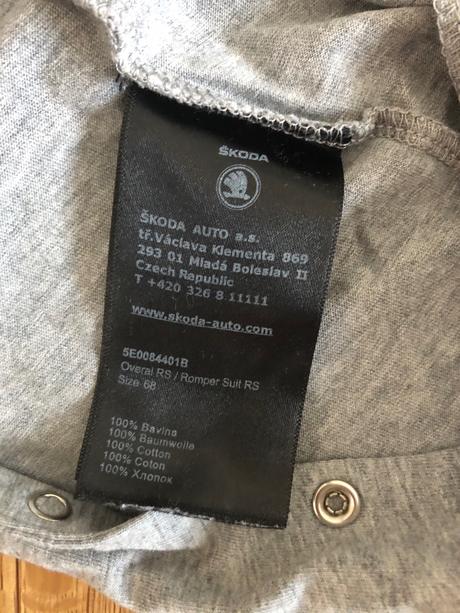 ŠKODA
ŠKODA AUTO a.s.
tř.Václava Klementa 869
293 01 Mladá Boleslav II
Czech Republic
T +420 326 8 11111
www.skoda-auto.com
5E0084401B
Overal RS / Romper Suit RS
Size 68
100% Bavlna
100% Baumwolle
100% Cotton
100% Coton
100% Хлопок